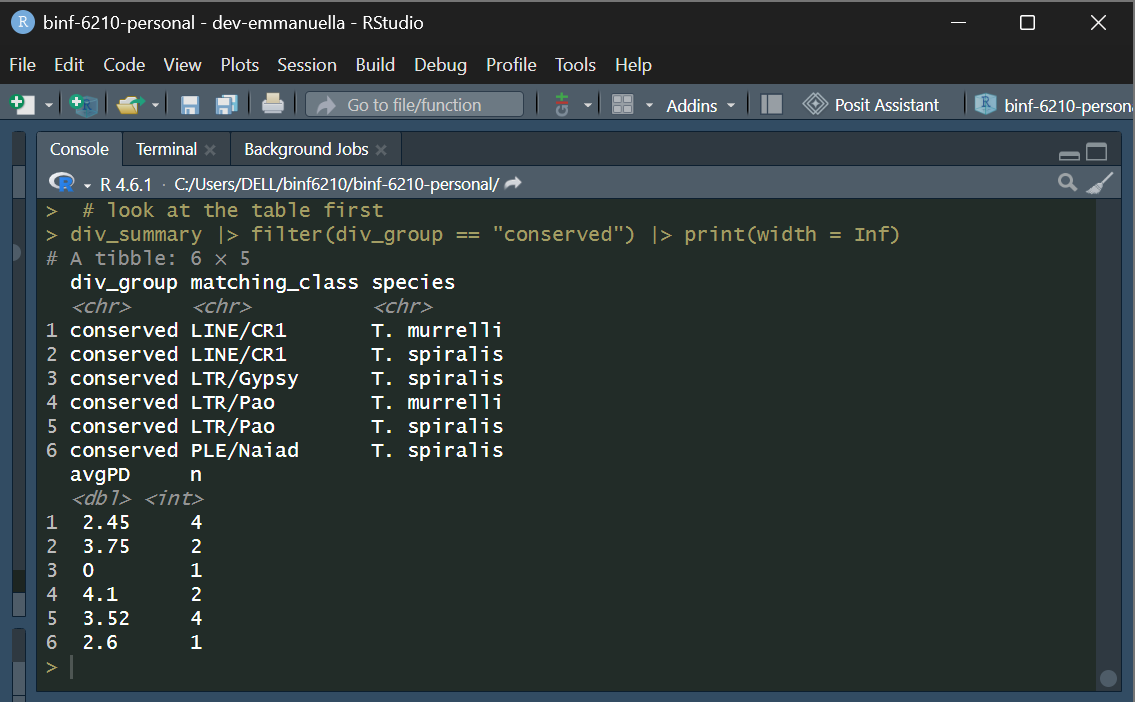 binf-6210-personal - dev-emmanuella - RStudio
File Edit Code View Plots Session Build Debug Profile Tools Help
Go to file/function Addins Posit Assistant binf-6210-person
Console Terminal Background Jobs
R 4.6.1 · C:/Users/DELL/binf6210/binf-6210-personal/
>  # look at the table first
> div_summary |> filter(div_group == "conserved") |> print(width = Inf)
# A tibble: 6 × 5
  div_group matching_class species
  <chr>     <chr>          <chr>
1 conserved LINE/CR1       T. murrelli
2 conserved LINE/CR1       T. spiralis
3 conserved LTR/Gypsy      T. spiralis
4 conserved LTR/Pao        T. murrelli
5 conserved LTR/Pao        T. spiralis
6 conserved PLE/Naiad      T. spiralis
  avgPD     n
  <dbl> <int>
1  2.45     4
2  3.75     2
3  0        1
4  4.1      2
5  3.52     4
6  2.6      1
>